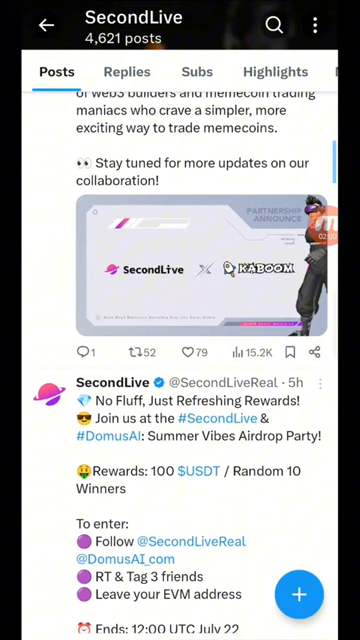 SecondLive
4,621 posts
Posts
Replies
Subs
Highlights
of web3 builders and memecoin trading
maniacs who crave a simpler, more
exciting way to trade memecoins.
👀 Stay tuned for more updates on our
collaboration!
PARTNERSHIP
ANNOUNCE
SecondLive
KABOOM
02:00
1
52
79
15.2K
SecondLive @SecondLiveReal · 5h
💎 No Fluff, Just Refreshing Rewards!
😎 Join us at the #SecondLive &
#DomusAI: Summer Vibes Airdrop Party!
🤑Rewards: 100 $USDT / Random 10
Winners
To enter:
🟣 Follow @SecondLiveReal
@DomusAI_com
🟣 RT & Tag 3 friends
🟣 Leave your EVM address
⏰ Ends: 12:00 UTC July 22